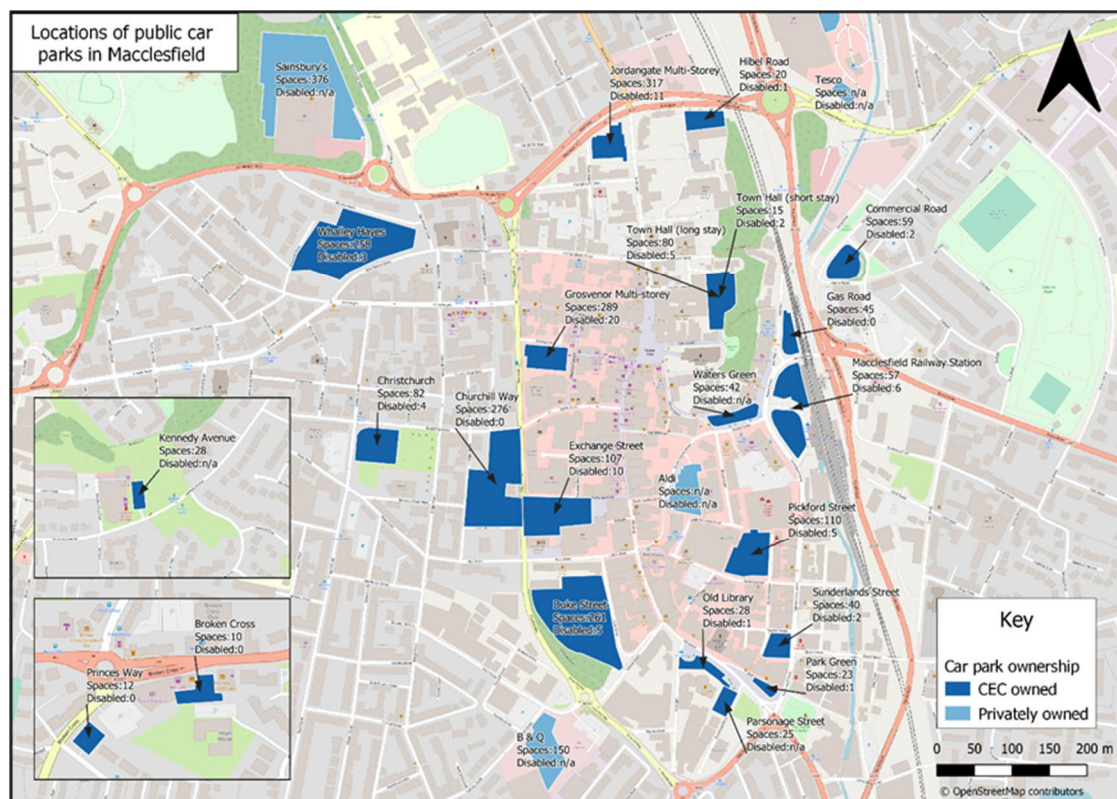 Locations of public car
parks in Macclesfield
Sainsbury's
Spaces:376
Disabled:n/a
Jordangate Multi-Storey
Spaces:317
Disabled:11
Hibel Road
Spaces:20
Disabled:1
Tesco
Spaces:n/a
Disabled:n/a
Whalley Hayes
Spaces:258
Disabled:3
Town Hall (long stay)
Spaces:80
Disabled:5
Town Hall (short stay)
Spaces:15
Disabled:2
Commercial Road
Spaces:59
Disabled:2
Grosvenor Multi-storey
Spaces:289
Disabled:20
Gas Road
Spaces:45
Disabled:0
Macclesfield Railway Station
Spaces:57
Disabled:6
Waters Green
Spaces:42
Disabled:n/a
Christchurch
Spaces:82
Disabled:4
Churchill Way
Spaces:276
Disabled:0
Exchange Street
Spaces:107
Disabled:10
Kennedy Avenue
Spaces:28
Disabled:n/a
Aldi
Spaces:n/a
Disabled:n/a
Pickford Street
Spaces:110
Disabled:5
Duke Street
Spaces:261
Disabled:5
Old Library
Spaces:28
Disabled:1
Sunderlands Street
Spaces:40
Disabled:2
Park Green
Spaces:23
Disabled:1
Parsonage Street
Spaces:25
Disabled:n/a
B & Q
Spaces:150
Disabled:n/a
Broken Cross
Spaces:10
Disabled:0
Princes Way
Spaces:12
Disabled:0
Key
Car park ownership
CEC owned
Privately owned
0 50 100 150 200 m
© OpenStreetMap contributors